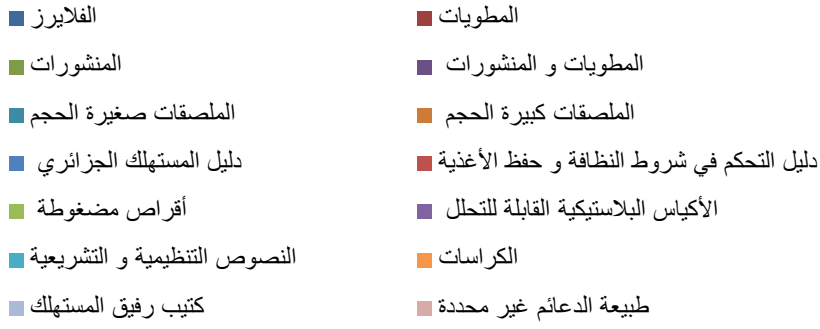 الفلايرز
المطويات
المنشورات
المطويات و المنشورات
الملصقات صغيرة الحجم
الملصقات كبيرة الحجم
دليل المستهلك الجزائري
دليل التحكم في شروط النظافة و حفظ الأغذية
أقراص مضغوطة
الأكياس البلاستيكية القابلة للتحلل
النصوص التنظيمية و التشريعية
الكراسات
كتيب رفيق المستهلك
طبيعة الدعائم غير محددة